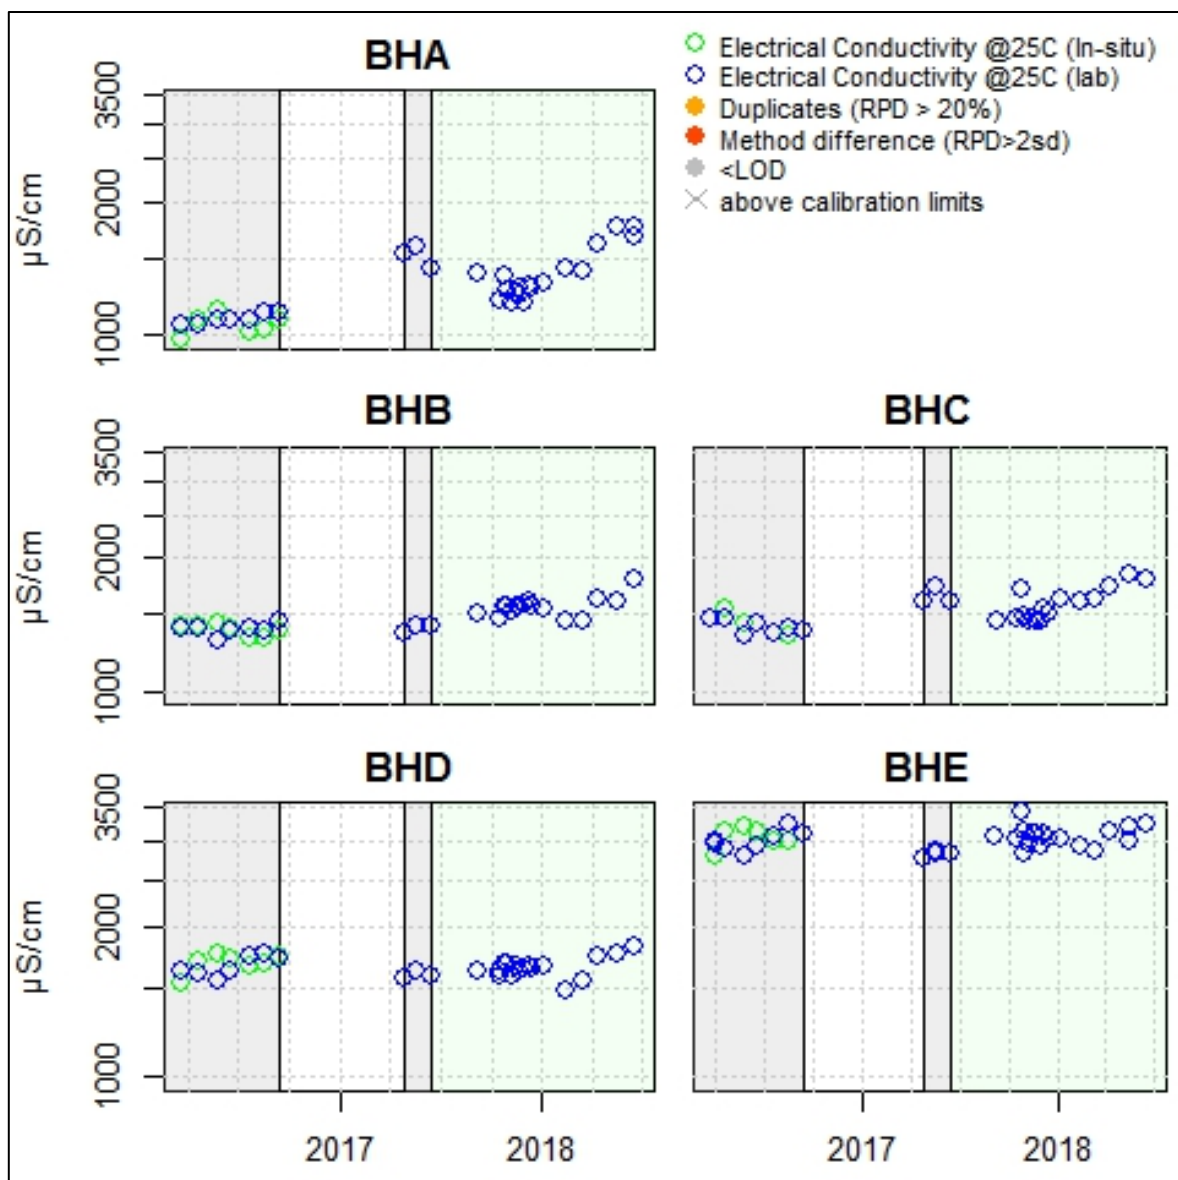 BHA
Electrical Conductivity @25C (In-situ)
Electrical Conductivity @25C (lab)
Duplicates (RPD > 20%)
Method difference (RPD>2sd)
<LOD
above calibration limits
3500
2000
1000
µS/cm
BHB
BHC
3500
2000
1000
µS/cm
BHD
BHE
3500
2000
1000
µS/cm
2017
2018
2017
2018